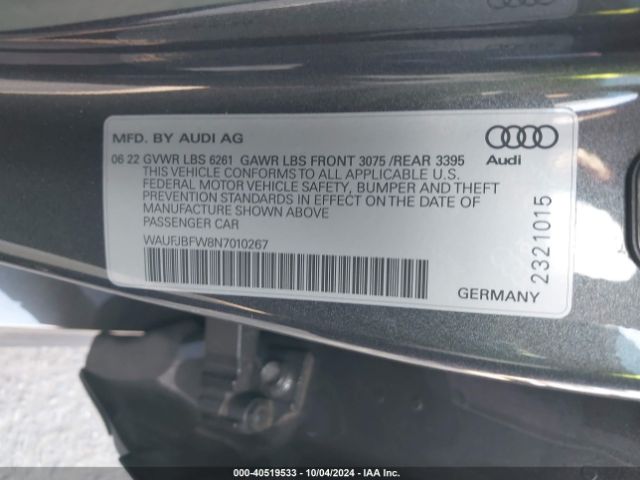 MFD. BY AUDI AG
06 22 GVWR LBS 6261 GAWR LBS FRONT 3075 /REAR 3395
THIS VEHICLE CONFORMS TO ALL APPLICABLE U.S.
FEDERAL MOTOR VEHICLE SAFETY, BUMPER AND THEFT
PREVENTION STANDARDS IN EFFECT ON THE DATE OF
MANUFACTURE SHOWN ABOVE
PASSENGER CAR
WAUFJBFW8N7010267
Audi
2321015
GERMANY
000-40519533 - 10/04/2024 - IAA Inc.